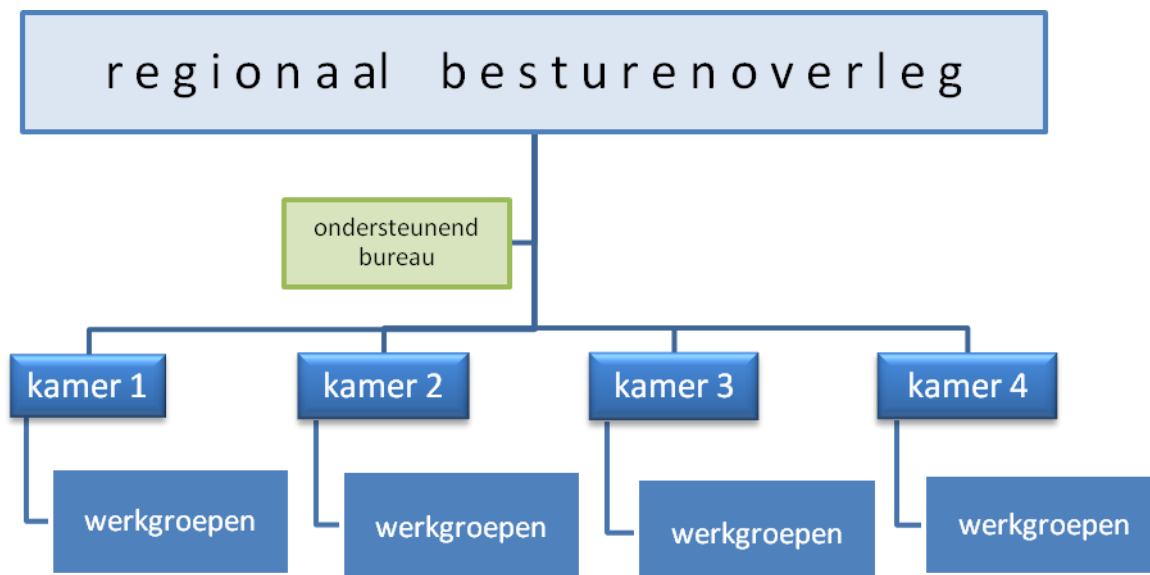 regionaal besturenoverleg
ondersteunend
bureau
kamer 1
kamer 2
kamer 3
kamer 4
werkgroepen
werkgroepen
werkgroepen
werkgroepen